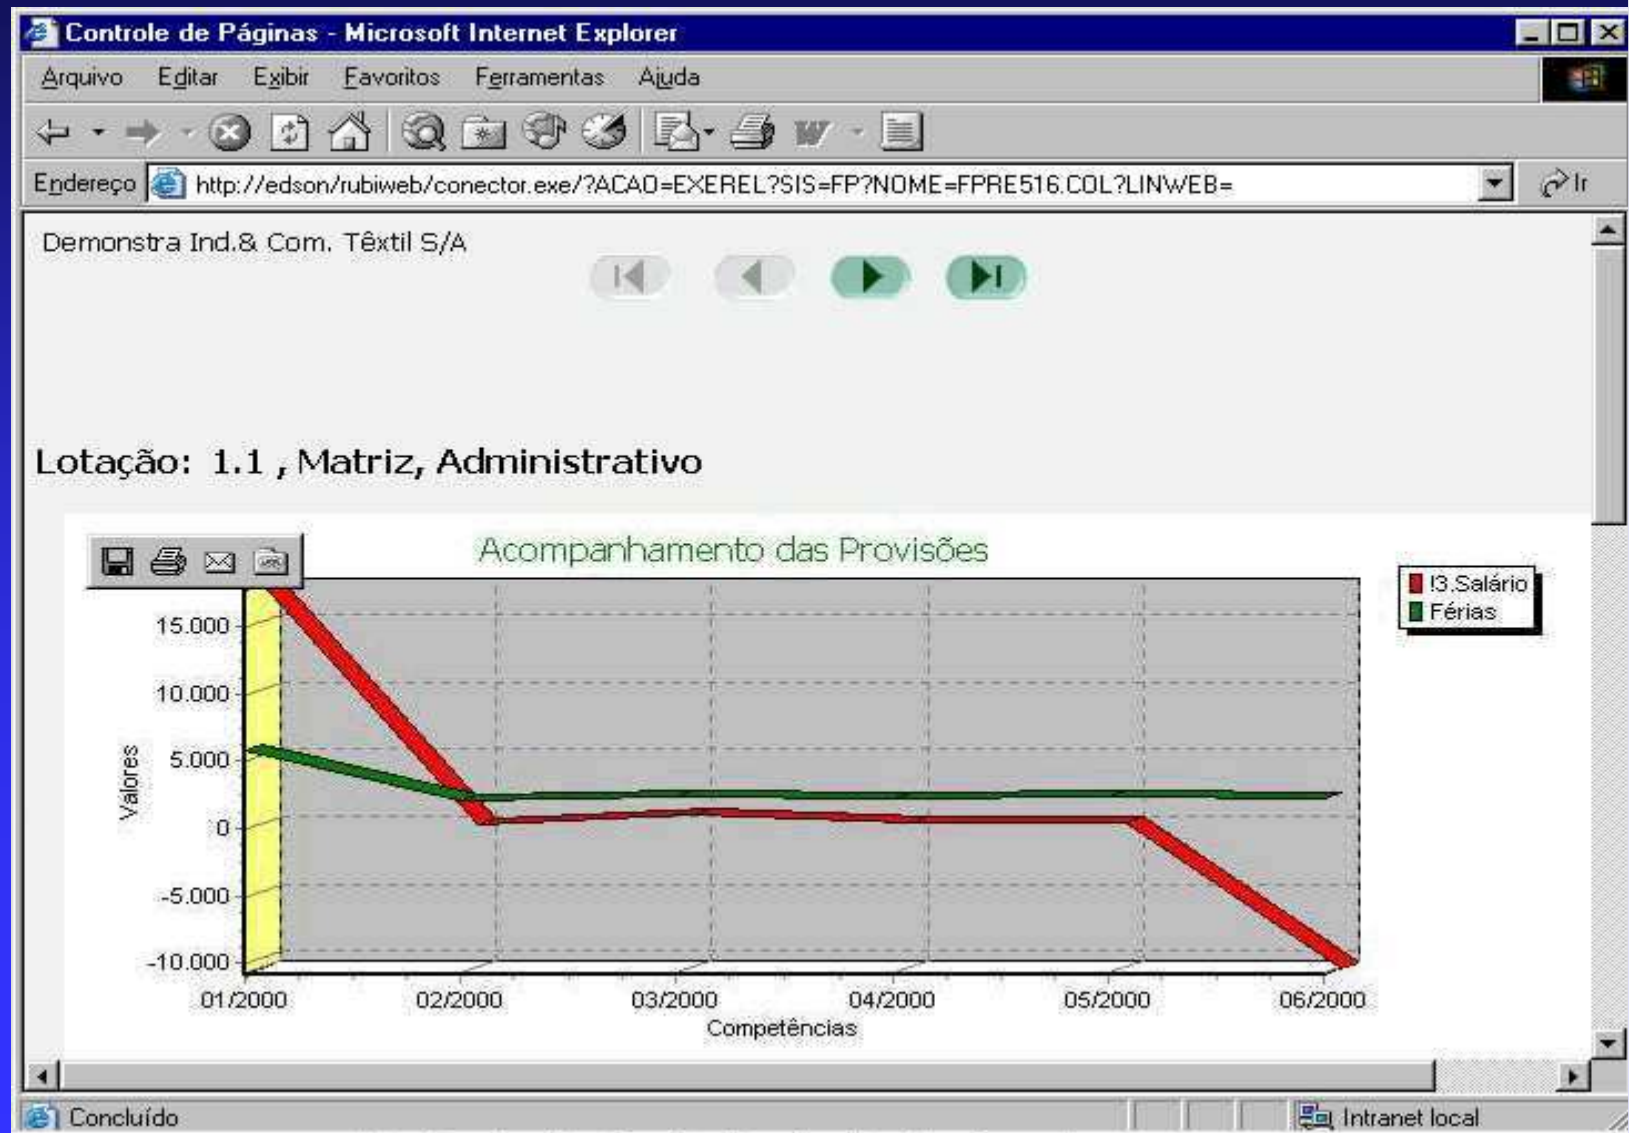 Controle de Páginas - Microsoft Internet Explorer
Arquivo Editar Exibir Favoritos Ferramentas Ajuda
Endereço http://edson/rubiweb/conector.exe/?ACAO=EXEREL?SIS=FP?NOME=FPRE516.COL?LINWEB= Ir
Demonstra Ind.& Com. Têxtil S/A
Lotação: 1.1 , Matriz, Administrativo
Acompanhamento das Provisões
!3.Salário
Férias
15.000
10.000
5.000
0
-5.000
-10.000
Valores
01/2000 02/2000 03/2000 04/2000 05/2000 06/2000
Competências
Concluído Intranet local